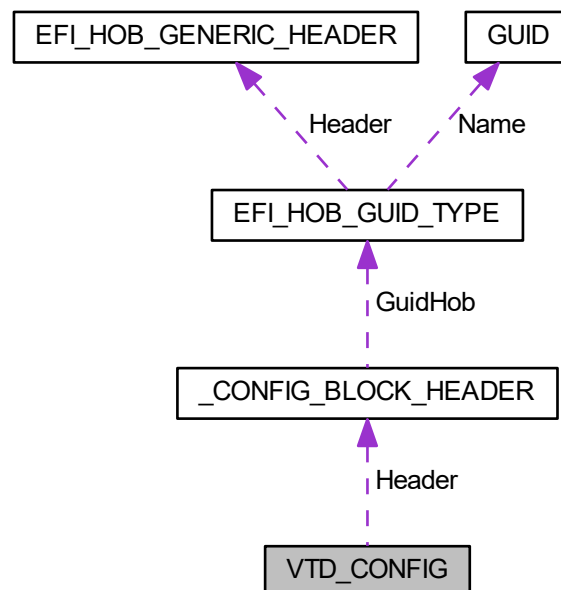 EFI_HOB_GENERIC_HEADER
GUID
Header
Name
EFI_HOB_GUID_TYPE
GuidHob
_CONFIG_BLOCK_HEADER
Header
VTD_CONFIG